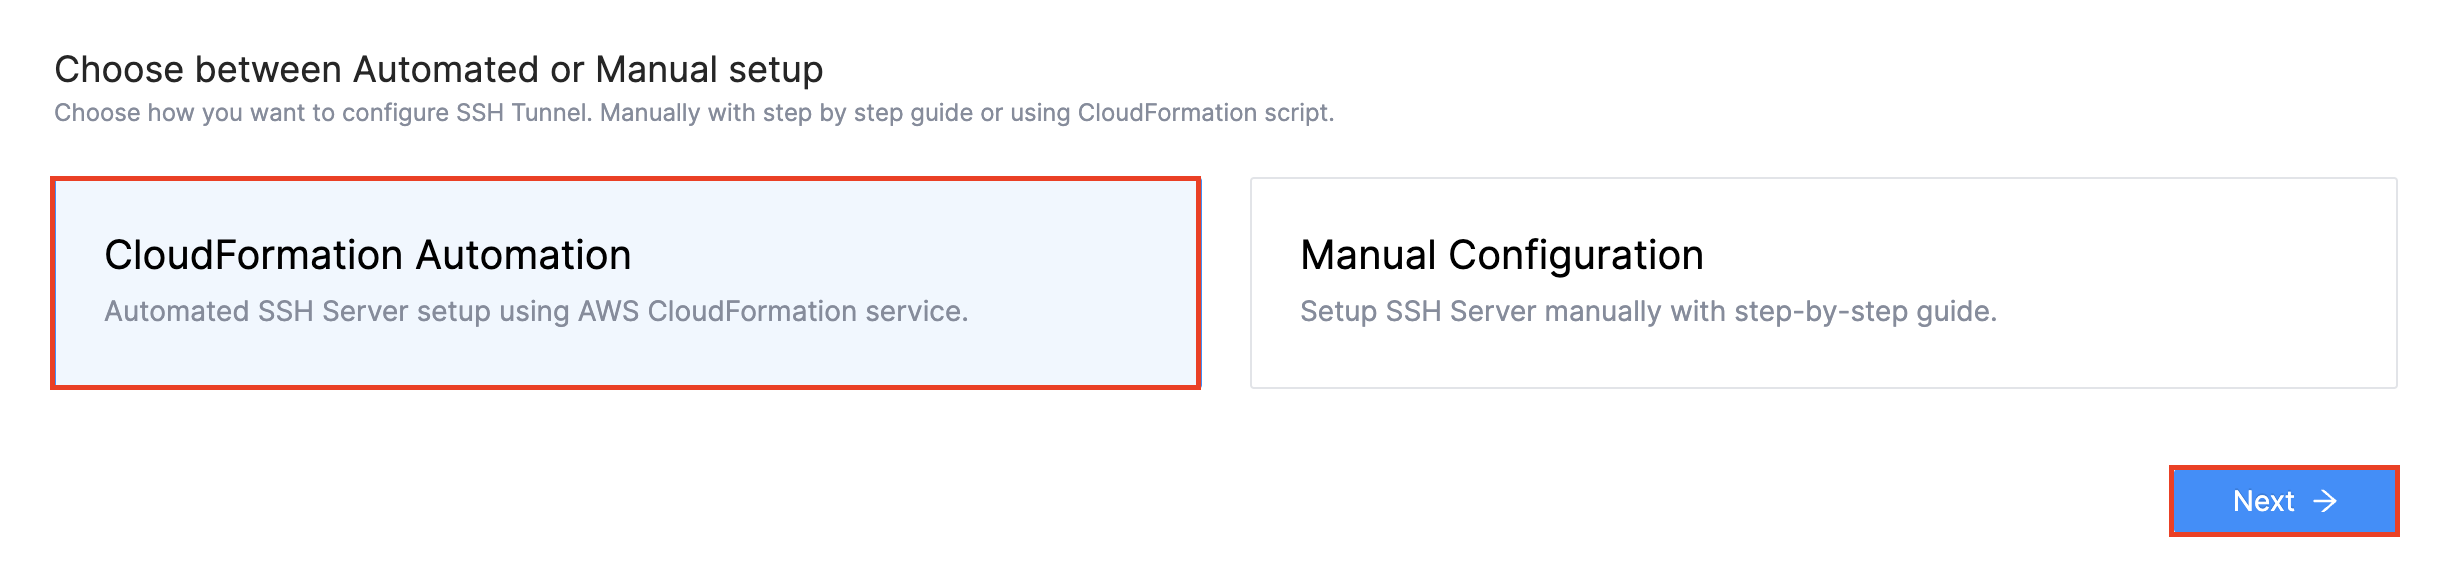 Choose between Automated or Manual setup
Choose how you want to configure SSH Tunnel. Manually with step by step guide or using CloudFormation script.
CloudFormation Automation
Automated SSH Server setup using AWS CloudFormation service.
Manual Configuration
Setup SSH Server manually with step-by-step guide.
Next →